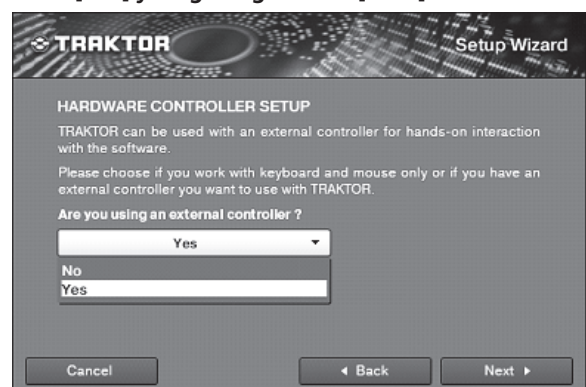 TRAKTOR
Setup Wizard
HARDWARE CONTROLLER SETUP
TRAKTOR can be used with an external controller for hands-on interaction
with the software.
Please choose if you work with keyboard and mouse only or if you have an
external controller you want to use with TRAKTOR.
Are you using an external controller ?
Yes
No
Yes
Cancel
Back
Next